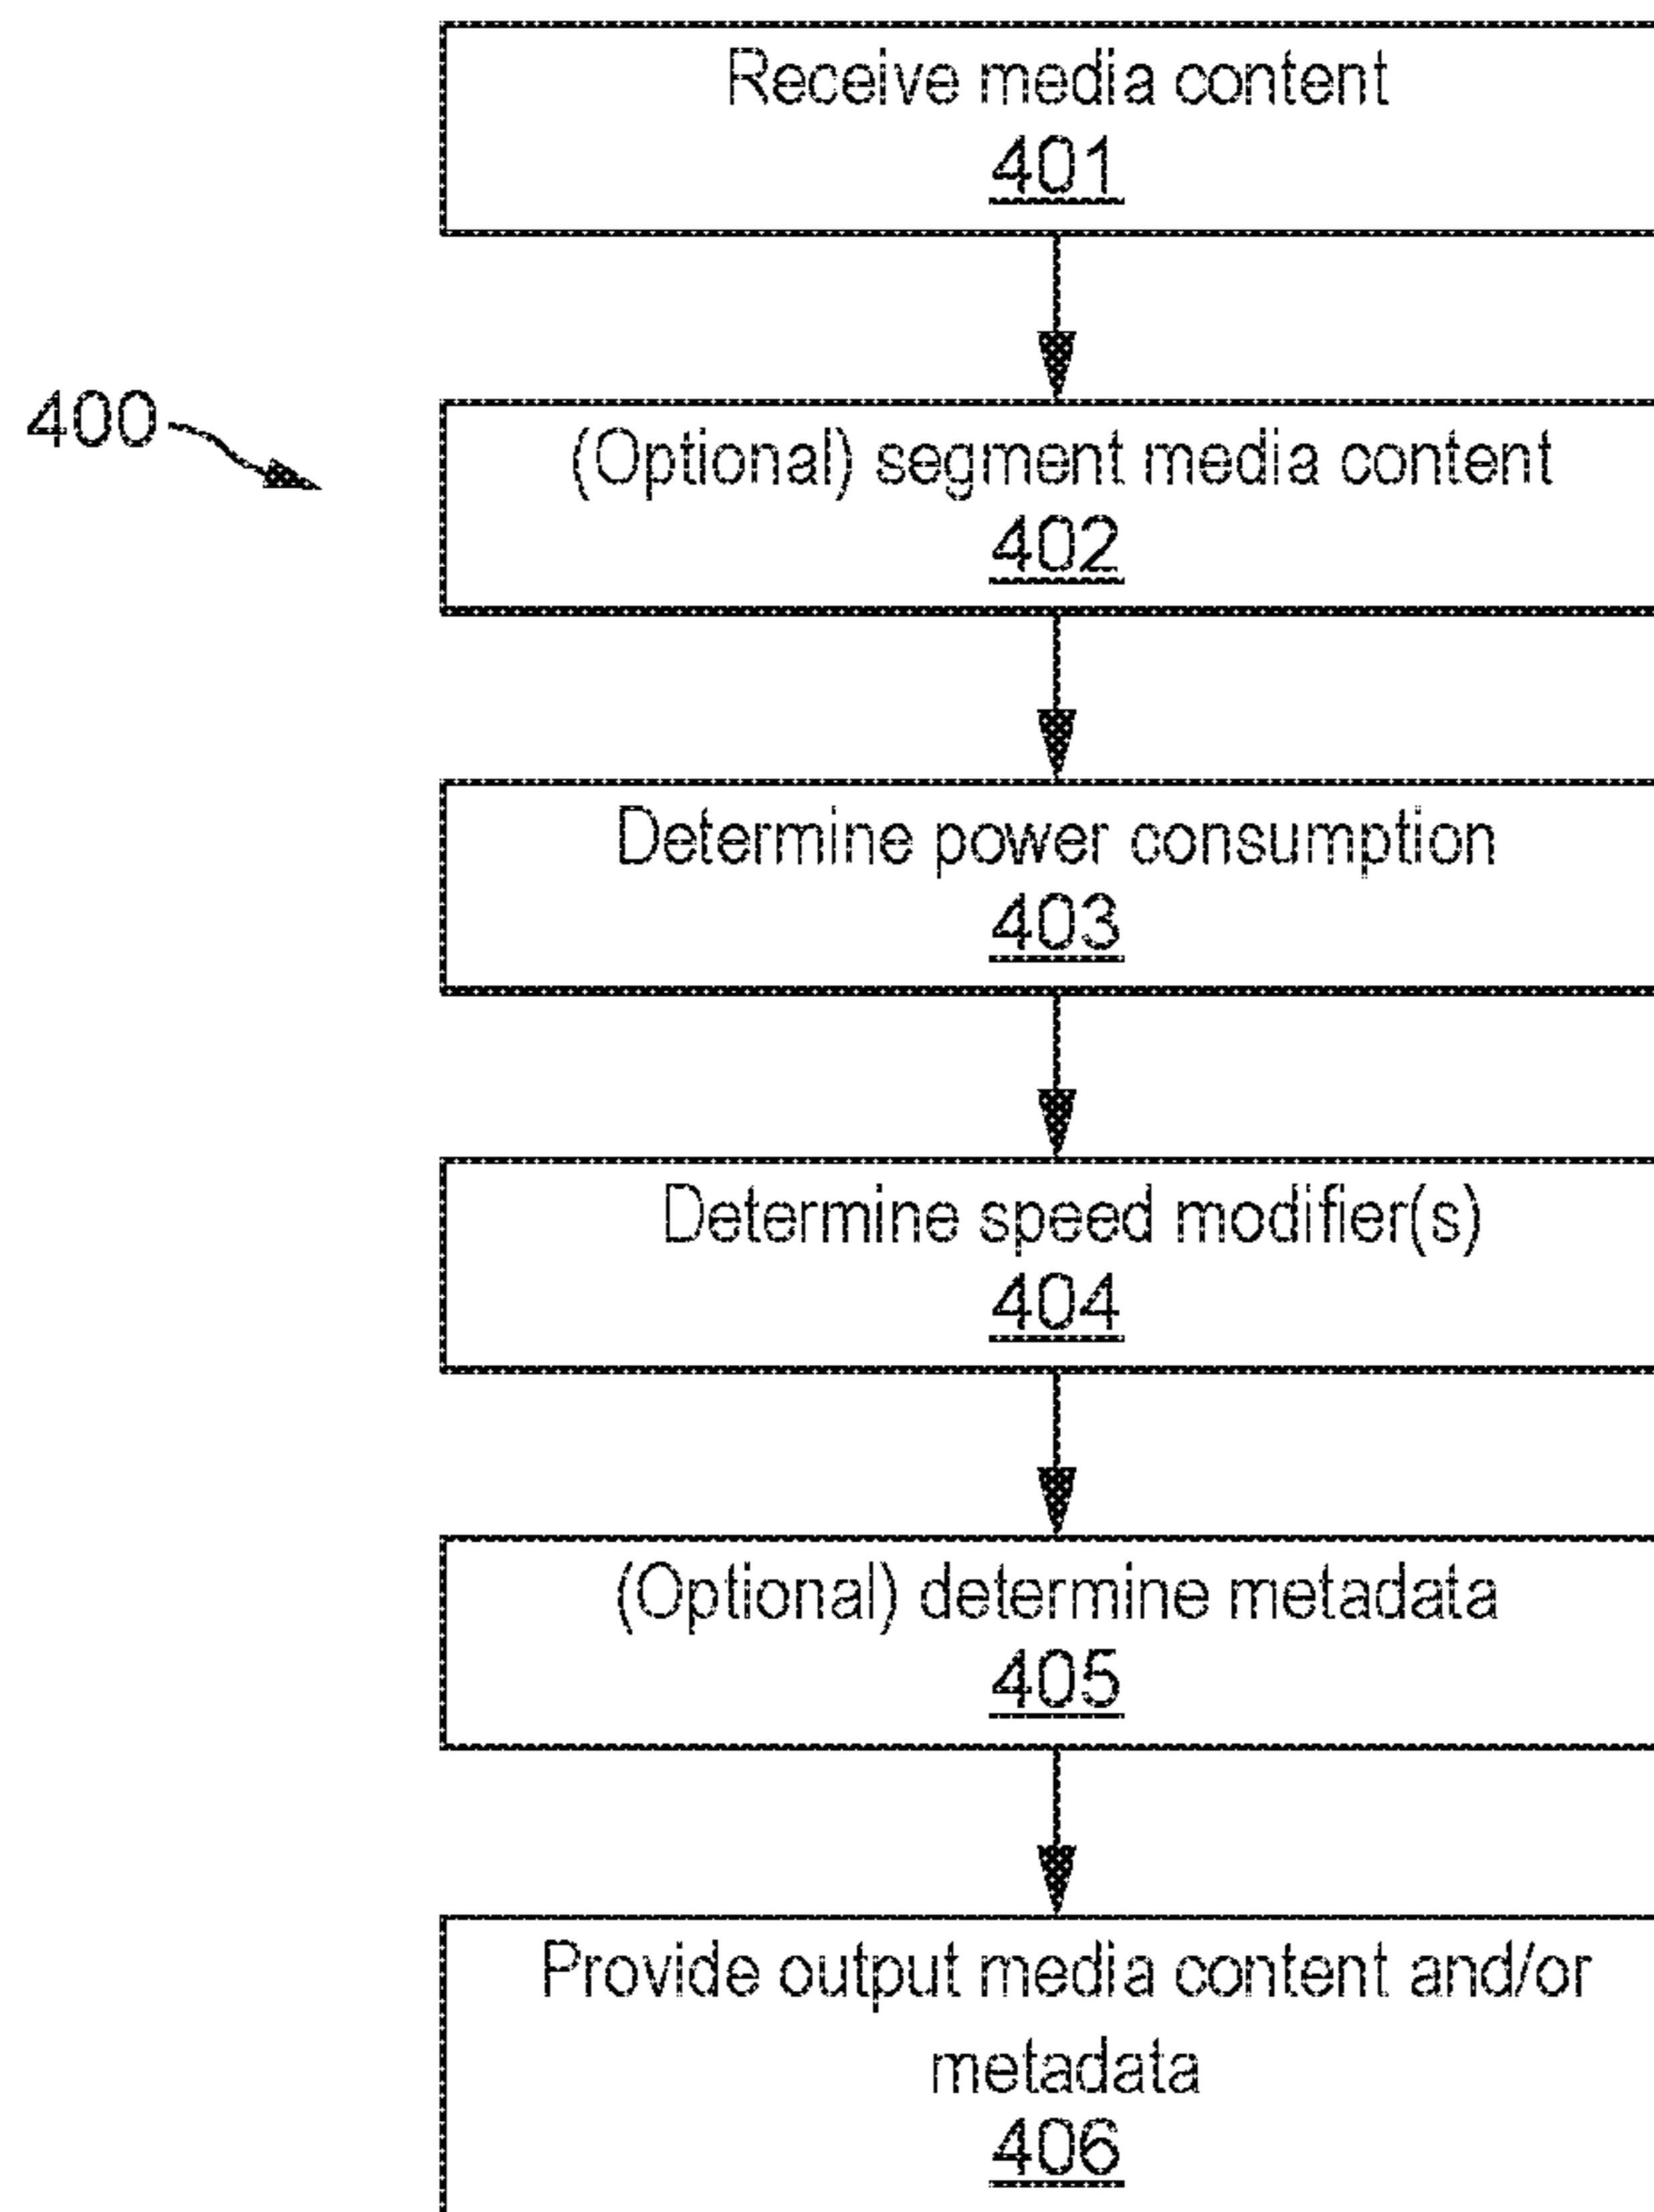 Receive media content
401
400
(Optional) segment media content
402
Determine power consumption
403
Determine speed modifier(s)
404
(Optional) determine metadata
405
Provide output media content and/or
metadata
406